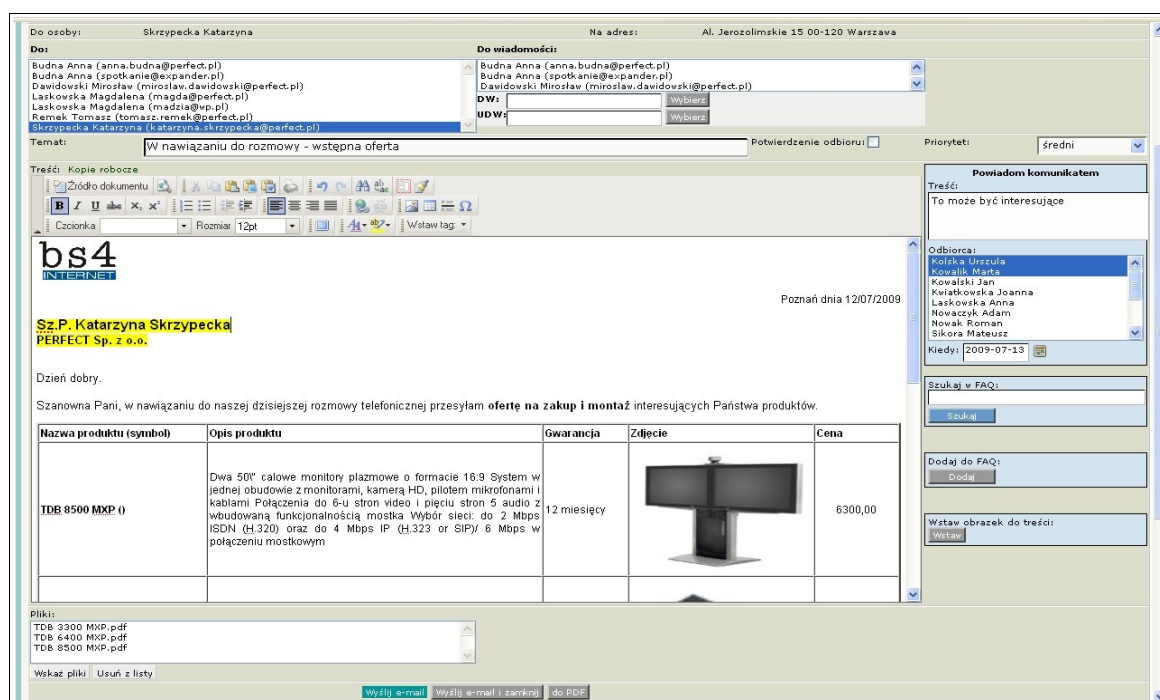 Do osoby: Skrzypecka Katarzyna Na adres: Al. Jerozolimskie 15 00-120 Warszawa
Do: Do wiadomości:
Budna Anna (anna.budna@perfect.pl)
Budna Anna (spotkanie@expander.pl)
Dawidowski Mirosław (miroslaw.dawidowski@perfect.pl)
Laskowska Magdalena (magda@perfect.pl)
Laskowska Magdalena (madzia@wp.pl)
Remek Tomasz (tomasz.remek@perfect.pl)
Skrzypecka Katarzyna (katarzyna.skrzypecka@perfect.pl)
Budna Anna (anna.budna@perfect.pl)
Budna Anna (spotkanie@expander.pl)
Dawidowski Mirosław (miroslaw.dawidowski@perfect.pl)
DW: Wybierz
UDW: Wybierz
Temat: W nawiązaniu do rozmowy - wstępna oferta Potwierdzenie odbioru: Priorytet: średni
Treść: Kopie robocze
Źródło dokumentu
B I U abc X₂ X²
Czcionka Rozmiar 12pt Wstaw tag:
bs4
INTERNET
Poznań dnia 12/07/2009
Sz.P. Katarzyna Skrzypecka
PERFECT Sp. z o.o.
Dzień dobry.
Szanowna Pani, w nawiązaniu do naszej dzisiejszej rozmowy telefonicznej przesyłam ofertę na zakup i montaż interesujących Państwa produktów.
Nazwa produktu (symbol) Opis produktu Gwarancja Zdjęcie Cena
TDB 8500 MXP ()
Dwa 50\" calowe monitory plazmowe o formacie 16:9 System w
jednej obudowie z monitorami, kamerą HD, pilotem mikrofonami i
kablami Połączenia do 6-u stron video i pięciu stron 5 audio z
wbudowaną funkcjonalnością mostka Wybór sieci: do 2 Mbps
ISDN (H.320) oraz do 4 Mbps IP (H.323 or SIP)/ 6 Mbps w
połączeniu mostkowym
12 miesięcy
6300,00
Powiadom komunikatem
Treść:
To może być interesujące
Odbiorca:
Kolska Urszula
Kowalik Marta
Kowalski Jan
Kwiatkowska Joanna
Laskowska Anna
Nowaczyk Adam
Nowak Roman
Sikora Mateusz
Kiedy: 2009-07-13
Szukaj w FAQ:
Szukaj
Dodaj do FAQ:
Dodaj
Wstaw obrazek do treści:
Wstaw
Pliki:
TDB 3300 MXP.pdf
TDB 6400 MXP.pdf
TDB 8500 MXP.pdf
Wskaż pliki Usuń z listy
Wyślij e-mail Wyślij e-mail i zamknij do PDF